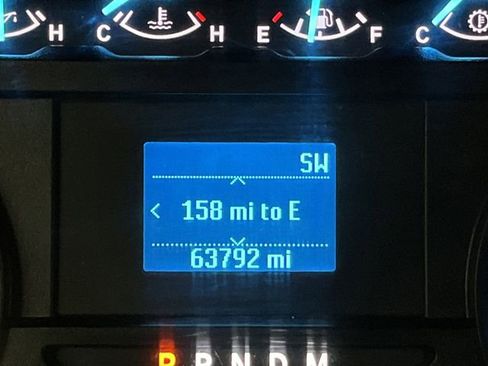 H C H E F C
SW
158 mi to E
63792 mi
P R N D M